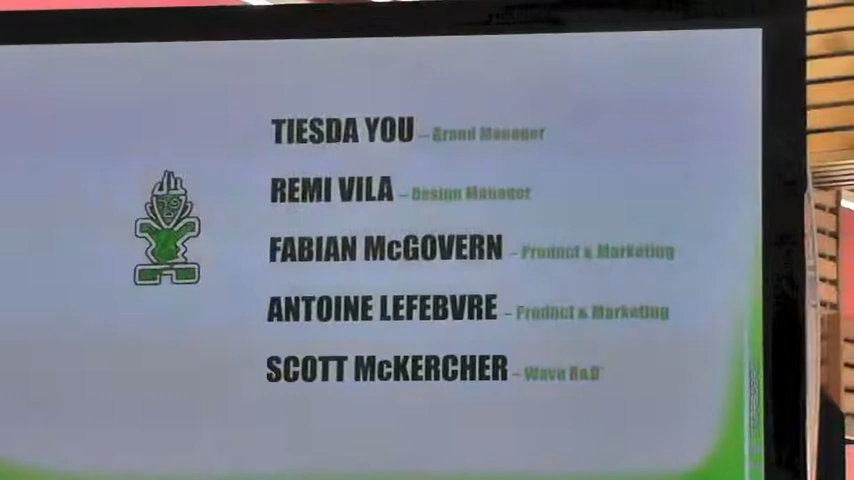 TIESDA YOU – Brand Manager
REMI VILA – Design Manager
FABIAN McGOVERN – Product & Marketing
ANTOINE LEFEBVRE – Product & Marketing
SCOTT McKERCHER – Wave R&D